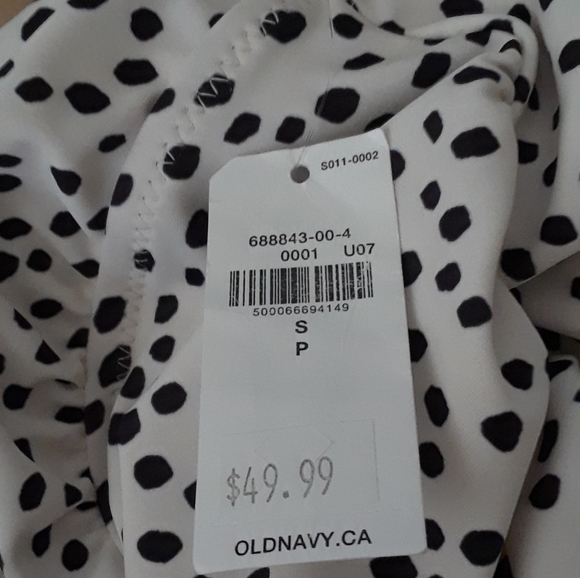 S011-0002
688843-00-4
0001 U07
500066694149
S
P
$49.99
OLDNAVY.CA